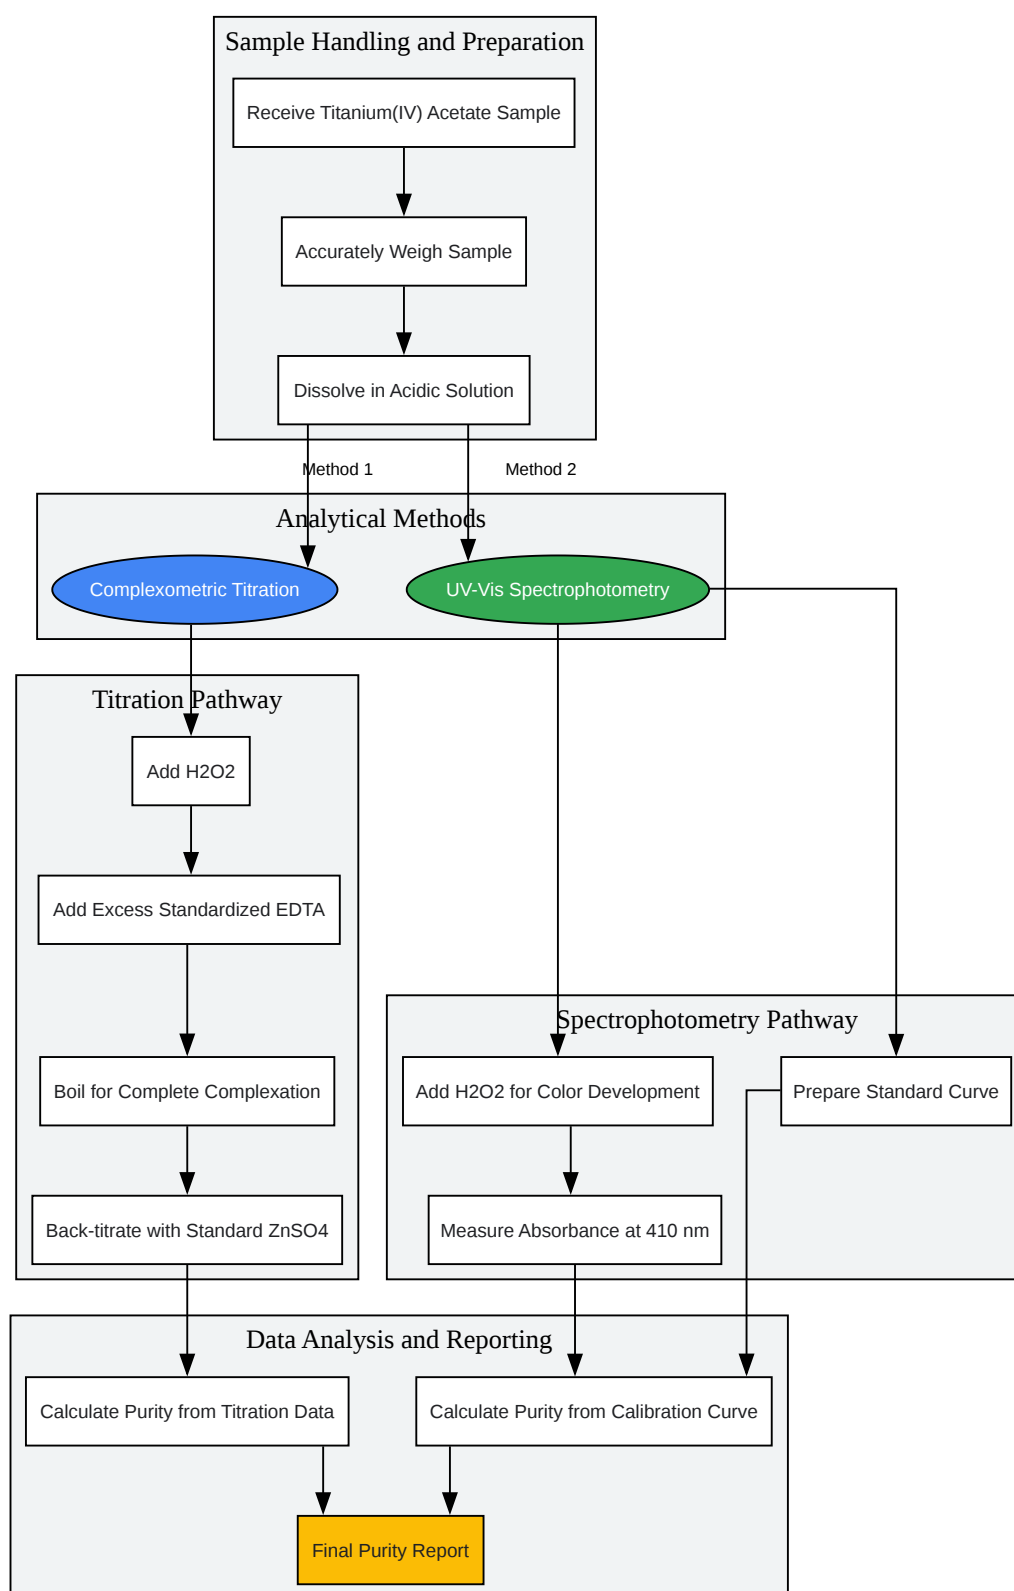 Sample Handling and Preparation
Receive Titanium(IV) Acetate Sample
Accurately Weigh Sample
Dissolve in Acidic Solution
Method 1
Method 2
Analytical Methods
Complexometric Titration
UV-Vis Spectrophotometry
Titration Pathway
Add H2O2
Add Excess Standardized EDTA
Boil for Complete Complexation
Back-titrate with Standard ZnSO4
Spectrophotometry Pathway
Add H2O2 for Color Development
Prepare Standard Curve
Measure Absorbance at 410 nm
Data Analysis and Reporting
Calculate Purity from Titration Data
Calculate Purity from Calibration Curve
Final Purity Report